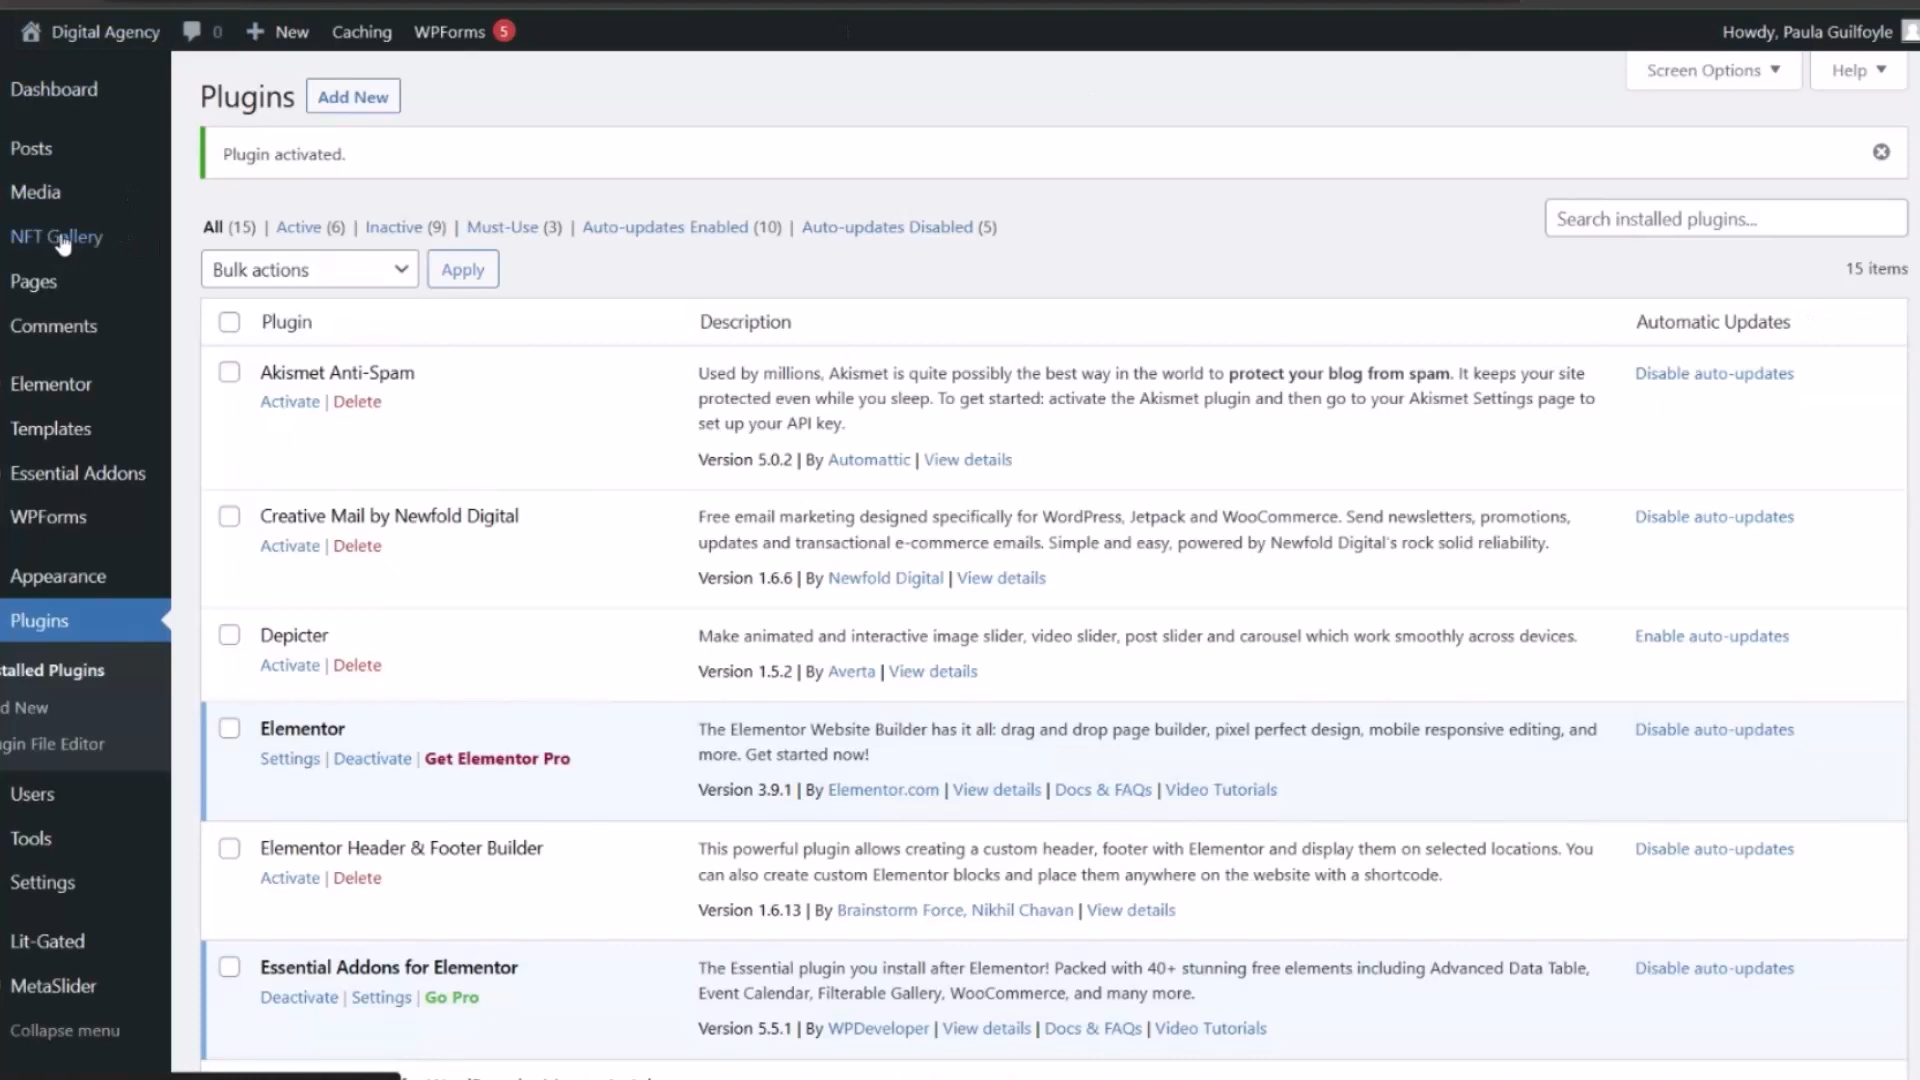 Digital Agency 0 New Caching WPForms 5 Howdy, Paula Guilfoyle
Screen Options Help
Dashboard
Posts
Media
NFT Gallery
Pages
Comments
Elementor
Templates
Essential Addons
WPForms
Appearance
Plugins
talled Plugins
d New
gin File Editor
Users
Tools
Settings
Lit-Gated
MetaSlider
Collapse menu
Plugins Add New
Plugin activated.
All (15) | Active (6) | Inactive (9) | Must-Use (3) | Auto-updates Enabled (10) | Auto-updates Disabled (5)
Search installed plugins...
Bulk actions Apply
15 items
Plugin Description Automatic Updates
Akismet Anti-Spam
Activate | Delete
Used by millions, Akismet is quite possibly the best way in the world to protect your blog from spam. It keeps your site
protected even while you sleep. To get started: activate the Akismet plugin and then go to your Akismet Settings page to
set up your API key.
Version 5.0.2 | By Automattic | View details
Disable auto-updates
Creative Mail by Newfold Digital
Activate | Delete
Free email marketing designed specifically for WordPress, Jetpack and WooCommerce. Send newsletters, promotions,
updates and transactional e-commerce emails. Simple and easy, powered by Newfold Digital's rock solid reliability.
Version 1.6.6 | By Newfold Digital | View details
Disable auto-updates
Depicter
Activate | Delete
Make animated and interactive image slider, video slider, post slider and carousel which work smoothly across devices.
Version 1.5.2 | By Averta | View details
Enable auto-updates
Elementor
Settings | Deactivate | Get Elementor Pro
The Elementor Website Builder has it all: drag and drop page builder, pixel perfect design, mobile responsive editing, and
more. Get started now!
Version 3.9.1 | By Elementor.com | View details | Docs & FAQs | Video Tutorials
Disable auto-updates
Elementor Header & Footer Builder
Activate | Delete
This powerful plugin allows creating a custom header, footer with Elementor and display them on selected locations. You
can also create custom Elementor blocks and place them anywhere on the website with a shortcode.
Version 1.6.13 | By Brainstorm Force, Nikhil Chavan | View details
Disable auto-updates
Essential Addons for Elementor
Deactivate | Settings | Go Pro
The Essential plugin you install after Elementor! Packed with 40+ stunning free elements including Advanced Data Table,
Event Calendar, Filterable Gallery, WooCommerce, and many more.
Version 5.5.1 | By WPDeveloper | View details | Docs & FAQs | Video Tutorials
Disable auto-updates